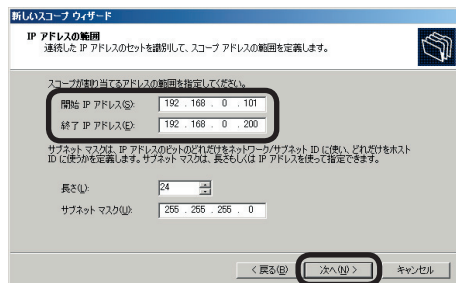 新しいスコープ ウィザード
IP アドレスの範囲
連続した IP アドレスのセットを識別して、スコープ アドレスの範囲を定義します。
スコープが割り当てるアドレスの範囲を指定してください。
開始 IP アドレス(S): 192 . 168 . 0 . 101
終了 IP アドレス(E): 192 . 168 . 0 . 200
サブネット マスクは、IP アドレスのビットのどれだけをネットワーク/サブネット ID に使い、どれだけをホスト
ID に使うかを定義します。サブネット マスクは、長さもしくは IP アドレスを使って指定できます。
長さ(L): 24
サブネット マスク(U): 255 . 255 . 255 . 0
< 戻る(B) 次へ(N) > キャンセル